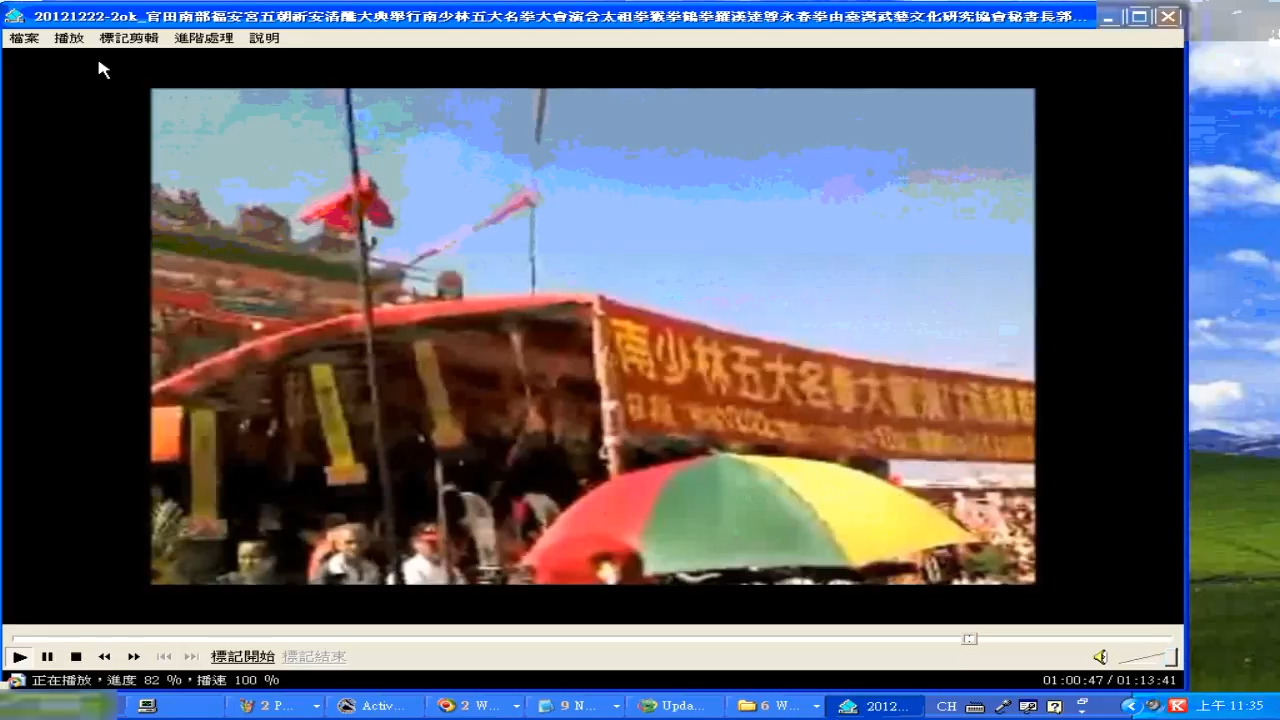 20121222-2ok_官田南部福安宮五朝祈安清醮大典舉行南少林五大名拳大會演含太祖拳猴拳鶴拳羅漢達尊永春拳由臺灣武藝文化研究協會秘書長郭...
檔案 播放 標記剪輯 進階處理 說明
南少林五大名拳大會演
標記開始 標記結束
正在播放，進度 82 %，播速 100 % 01:00:47 / 01:13:41
2 P... Activ... 2 W... 9 N... Upda... 6 W... 2012... CH 上午 11:35